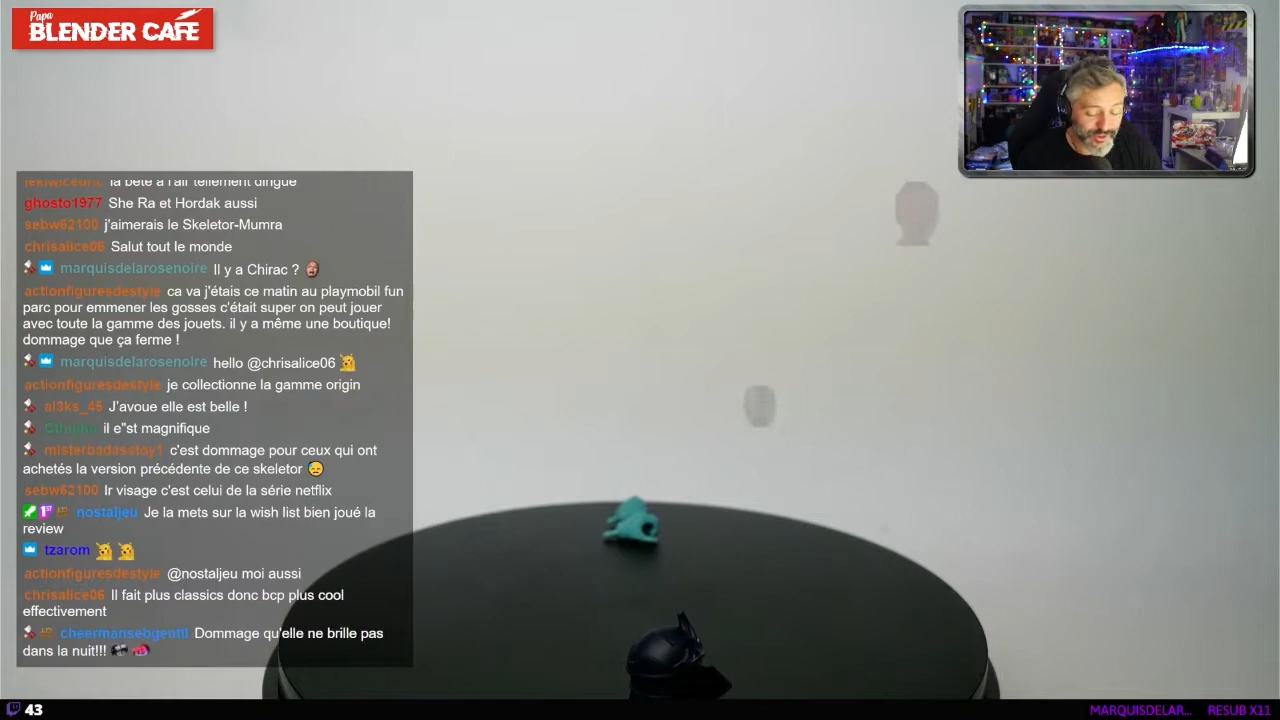 Papa
BLENDER CAFÉ
la bête a l'air tellement dingue
ghosto1977 She Ra et Hordak aussi
sebw62100 j'aimerais le Skeletor-Mumra
chrisalice06 Salut tout le monde
marquisdelarosenoire Il y a Chirac ?
actionfiguresdestyle ca va j'étais ce matin au playmobil fun
parc pour emmener les gosses c'était super on peut jouer
avec toute la gamme des jouets. il y a même une boutique!
dommage que ça ferme !
marquisdelarosenoire hello @chrisalice06
actionfiguresdestyle je collectionne la gamme origin
al3ks_45 J'avoue elle est belle !
il e"st magnifique
misterbadasstoy1 c'est dommage pour ceux qui ont
achetés la version précédente de ce skeletor
sebw62100 Ir visage c'est celui de la série netflix
1ST nostaljeu Je la mets sur la wish list bien joué la
review
tzarom
actionfiguresdestyle @nostaljeu moi aussi
chrisalice06 Il fait plus classics donc bcp plus cool
effectivement
cheermansebgentil Dommage qu'elle ne brille pas
dans la nuit!!!
43
MARQUISDELAR... RESUB X11